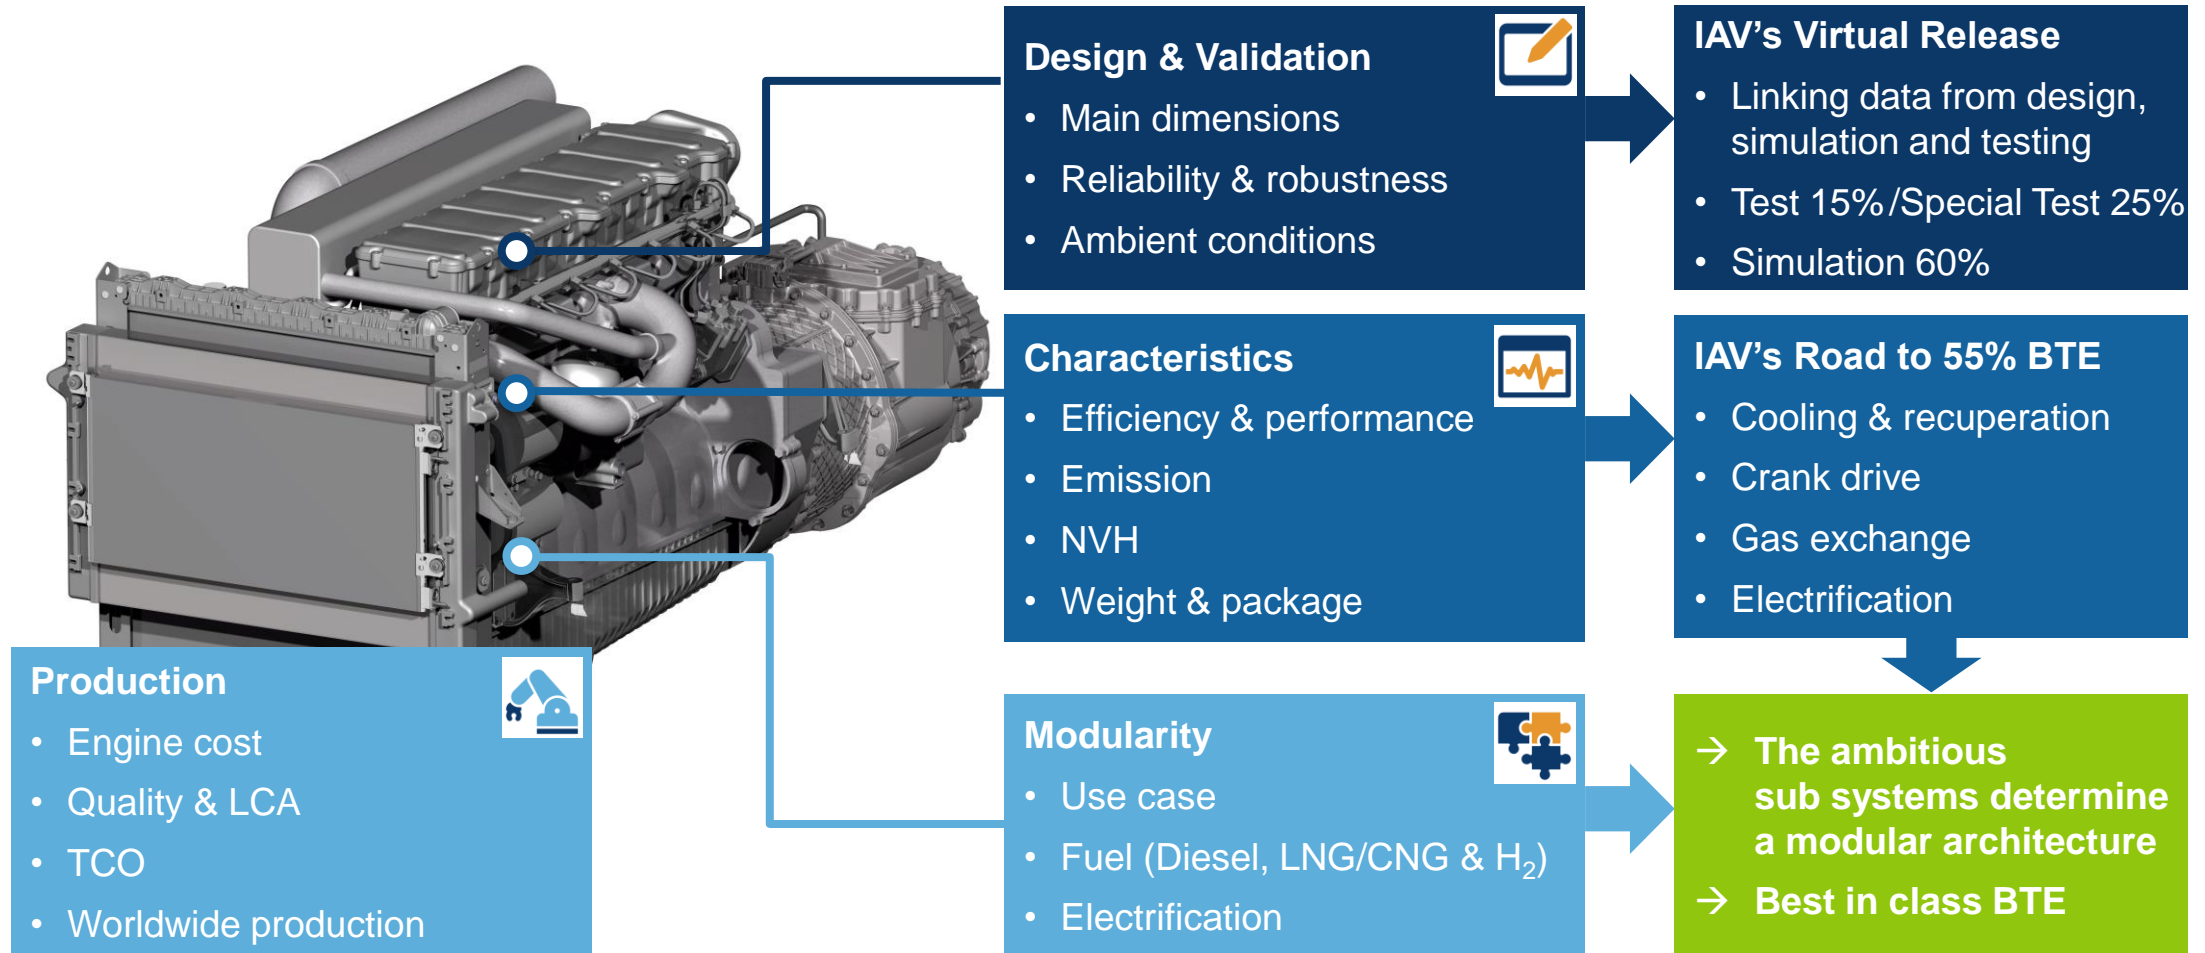 Design & Validation
• Main dimensions
• Reliability & robustness
• Ambient conditions
IAV’s Virtual Release
• Linking data from design,
simulation and testing
• Test 15%/Special Test 25%
• Simulation 60%
Characteristics
• Efficiency & performance
• Emission
• NVH
• Weight & package
IAV’s Road to 55% BTE
• Cooling & recuperation
• Crank drive
• Gas exchange
• Electrification
Production
• Engine cost
• Quality & LCA
• TCO
• Worldwide production
Modularity
• Use case
• Fuel (Diesel, LNG/CNG & H₂)
• Electrification
→ The ambitious
sub systems determine
a modular architecture
→ Best in class BTE